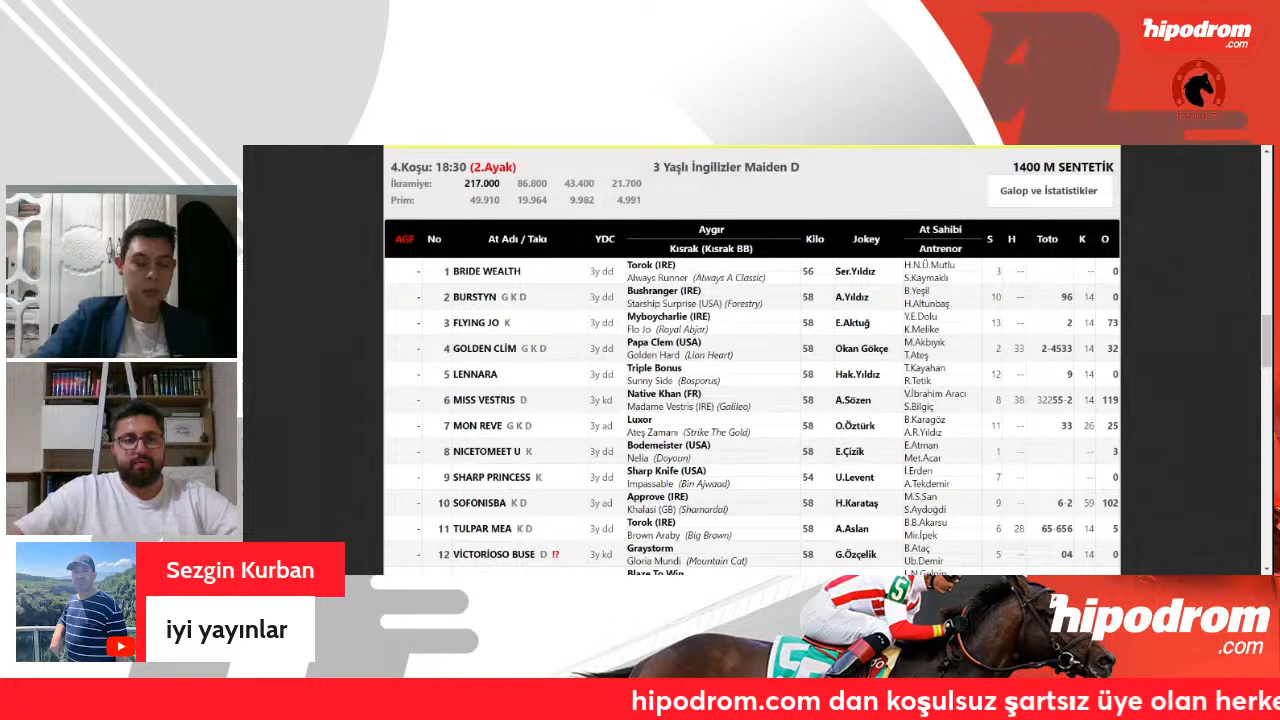 hipodrom
.com
4.Koşu: 18:30 (2.Ayak) 3 Yaşlı İngilizler Maiden D 1400 M SENTETİK
İkramiye: 217.000 86.800 43.400 21.700
Prim: 49.910 19.964 9.982 4.991
Galop ve İstatistikler
AGF No At Adı / Takı YDC Aygır Kısrak (Kısrak BB) Kilo Jokey At Sahibi Antrenor S H Toto K O
- 1 BRIDE WEALTH 3y dd Torok (IRE) Always Runner (Always A Classic) 56 Ser.Yıldız H.N.Ü.Mutlu S.Kaymaklı 3 -- -- 0
- 2 BURSTYN G K D 3y dd Bushranger (IRE) Starship Surprise (USA) (Forestry) 58 A.Yıldız B.Yeşil H.Altunbaş 10 -- 96 14 0
- 3 FLYING JO K 3y dd Myboycharlie (IRE) Flo Jo (Royal Abjar) 58 E.Aktuğ Y.E.Dolu K.Melike 13 -- 2 14 73
- 4 GOLDEN CLİM G K D 3y dd Papa Clem (USA) Golden Hard (Lion Heart) 58 Okan Gökçe M.Akbıyık T.Ateş 2 33 2-4533 14 32
- 5 LENNARA 3y dd Triple Bonus Sunny Side (Bosporus) 58 Hak.Yıldız T.Kayahan R.Tetik 12 -- 9 14 0
- 6 MISS VESTRIS D 3y kd Native Khan (FR) Madame Vestris (IRE) (Galileo) 58 A.Sözen V.İbrahim Aracı S.Bilgiç 8 38 32255-2 14 119
- 7 MON REVE G K D 3y ad Luxor Ateş Zamanı (Strike The Gold) 58 O.Öztürk B.Karagöz A.R.Yıldız 11 -- 33 26 25
- 8 NICETOMEET U K 3y dd Bodemeister (USA) Nelia (Doyoun) 58 E.Çizik E.Atman Met.Acar 1 -- -- 3
- 9 SHARP PRINCESS K 3y dd Sharp Knife (USA) Impassable (Bin Ajwaad) 54 U.Levent İ.Erden A.Tekdemir 7 -- -- 0
- 10 SOFONISBA K D 3y ad Approve (IRE) Khalasi (GB) (Shamardal) 58 H.Karataş M.S.San S.Aydoğdi 9 -- 6-2 59 102
- 11 TULPAR MEA K D 3y dd Torok (IRE) Brown Araby (Big Brown) 58 A.Aslan B.B.Akarsu Mir.İpek 6 28 65-656 14 5
- 12 VİCTORİOSO BUSE D !? 3y kd Graystorm Gloria Mundi (Mountain Cat) 58 G.Özçelik B.Ataç Ub.Demir 5 -- 04 14 0
Blaze To Win
Sezgin Kurban
iyi yayınlar
5
hipodrom
.com
hipodrom.com dan koşulsuz şartsız üye olan herke